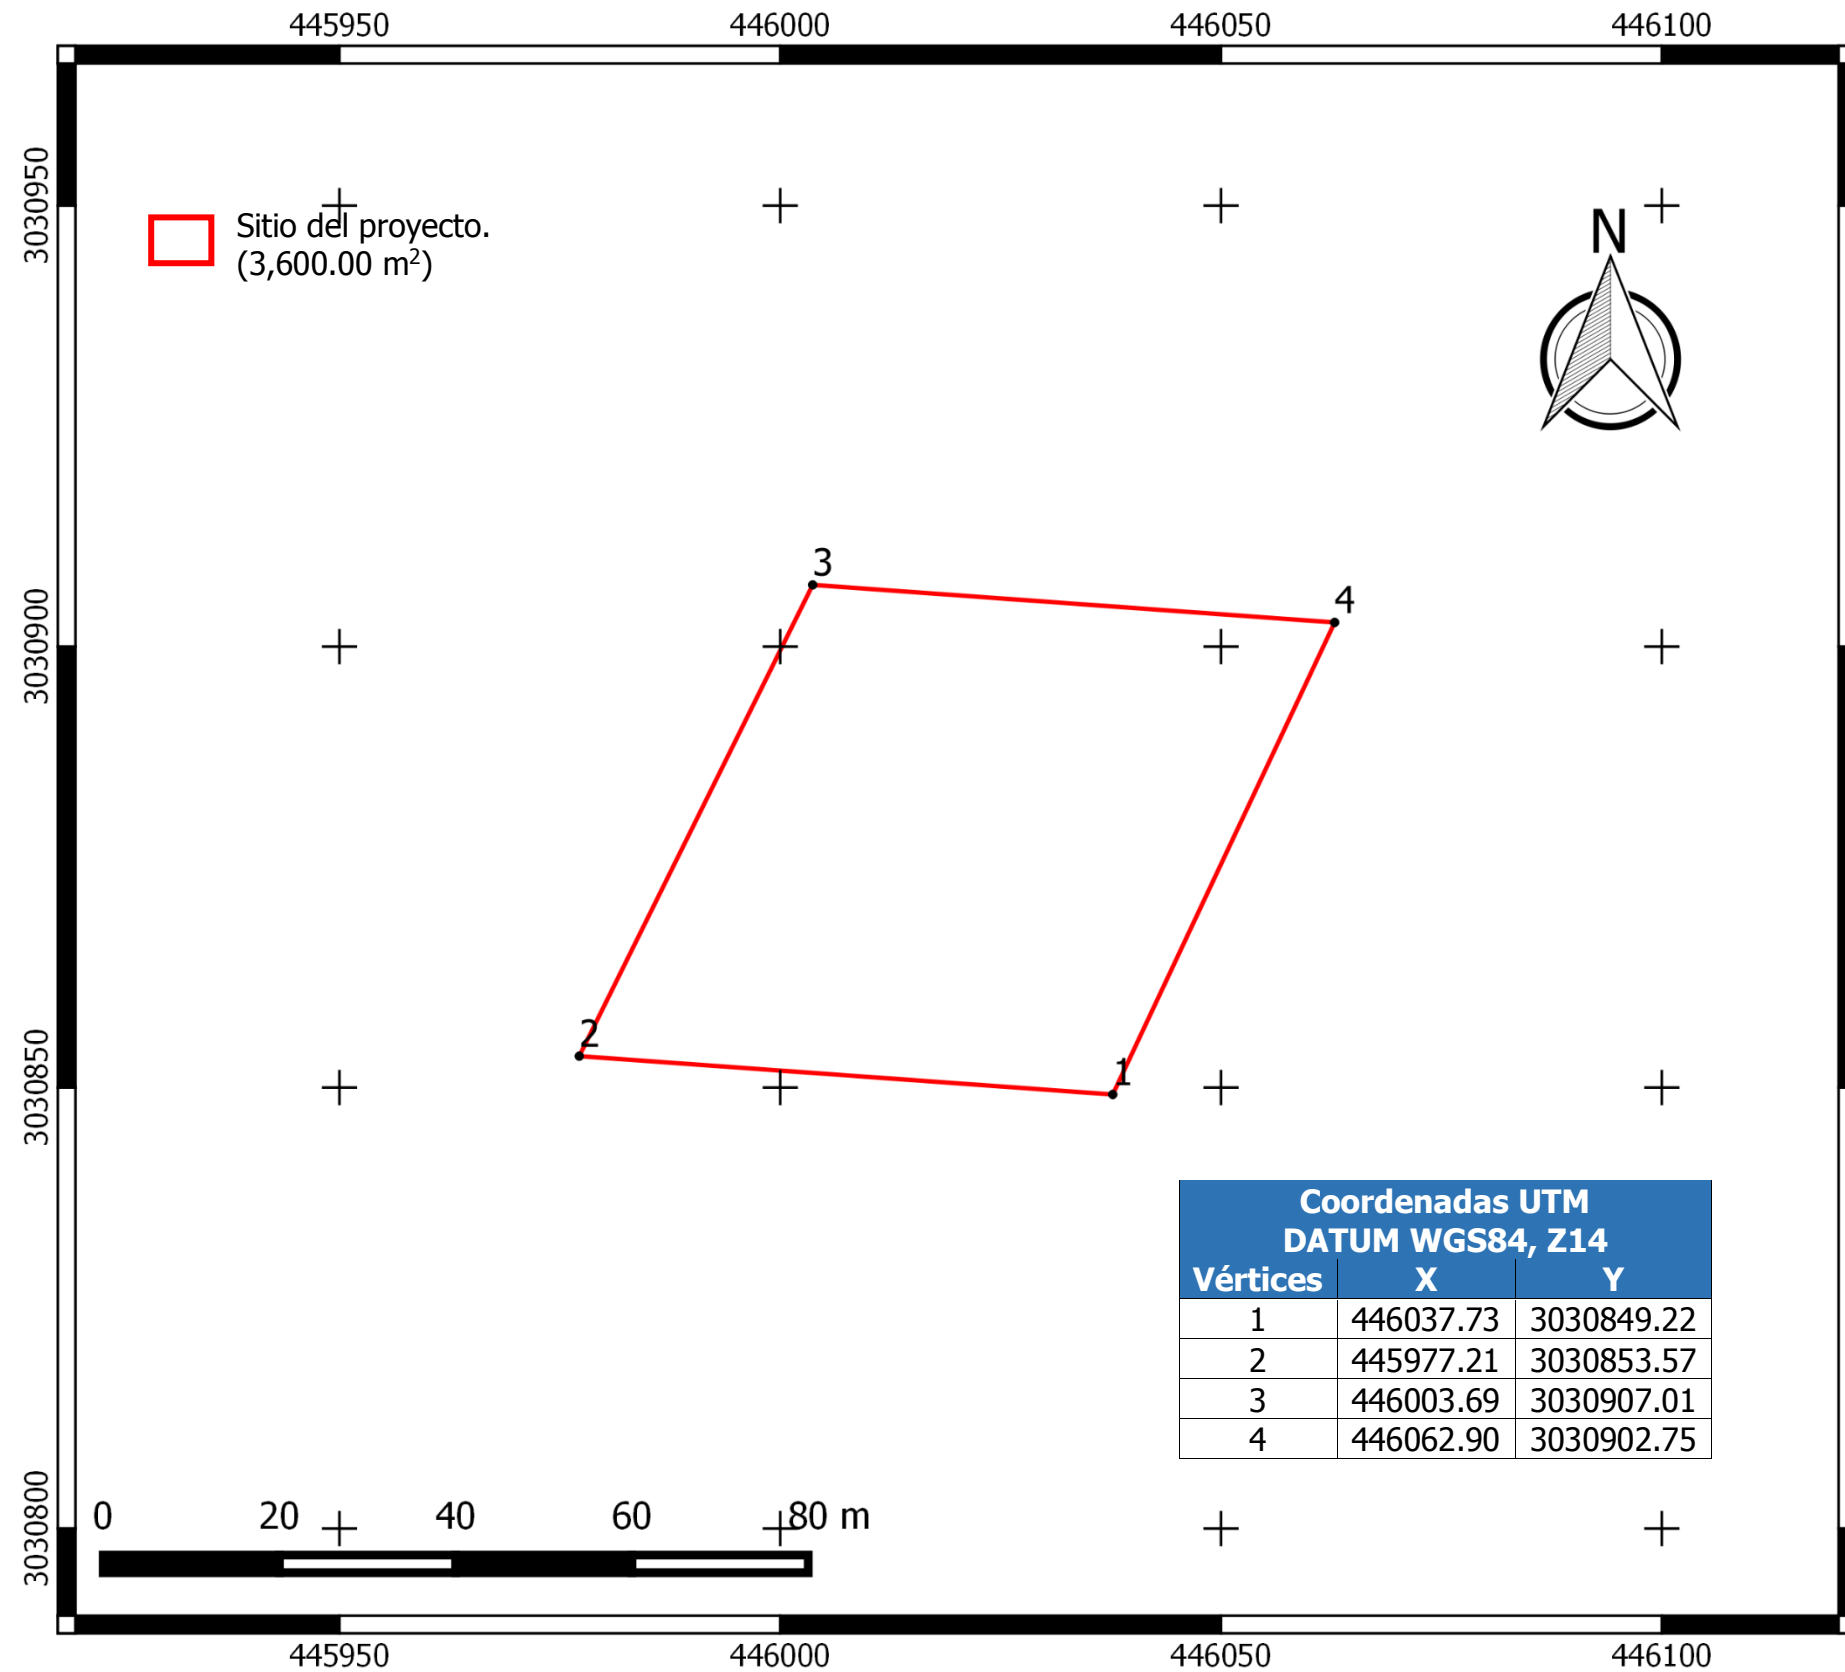 445950 446000 446050 446100
3030950
Sitio del proyecto.
(3,600.00 m²)
N
3
4
3030900
2
1
3030850
Coordenadas UTM
DATUM WGS84, Z14
Vértices X Y
1 446037.73 3030849.22
2 445977.21 3030853.57
3 446003.69 3030907.01
4 446062.90 3030902.75
3030800
0 20 40 60 80 m
445950 446000 446050 446100